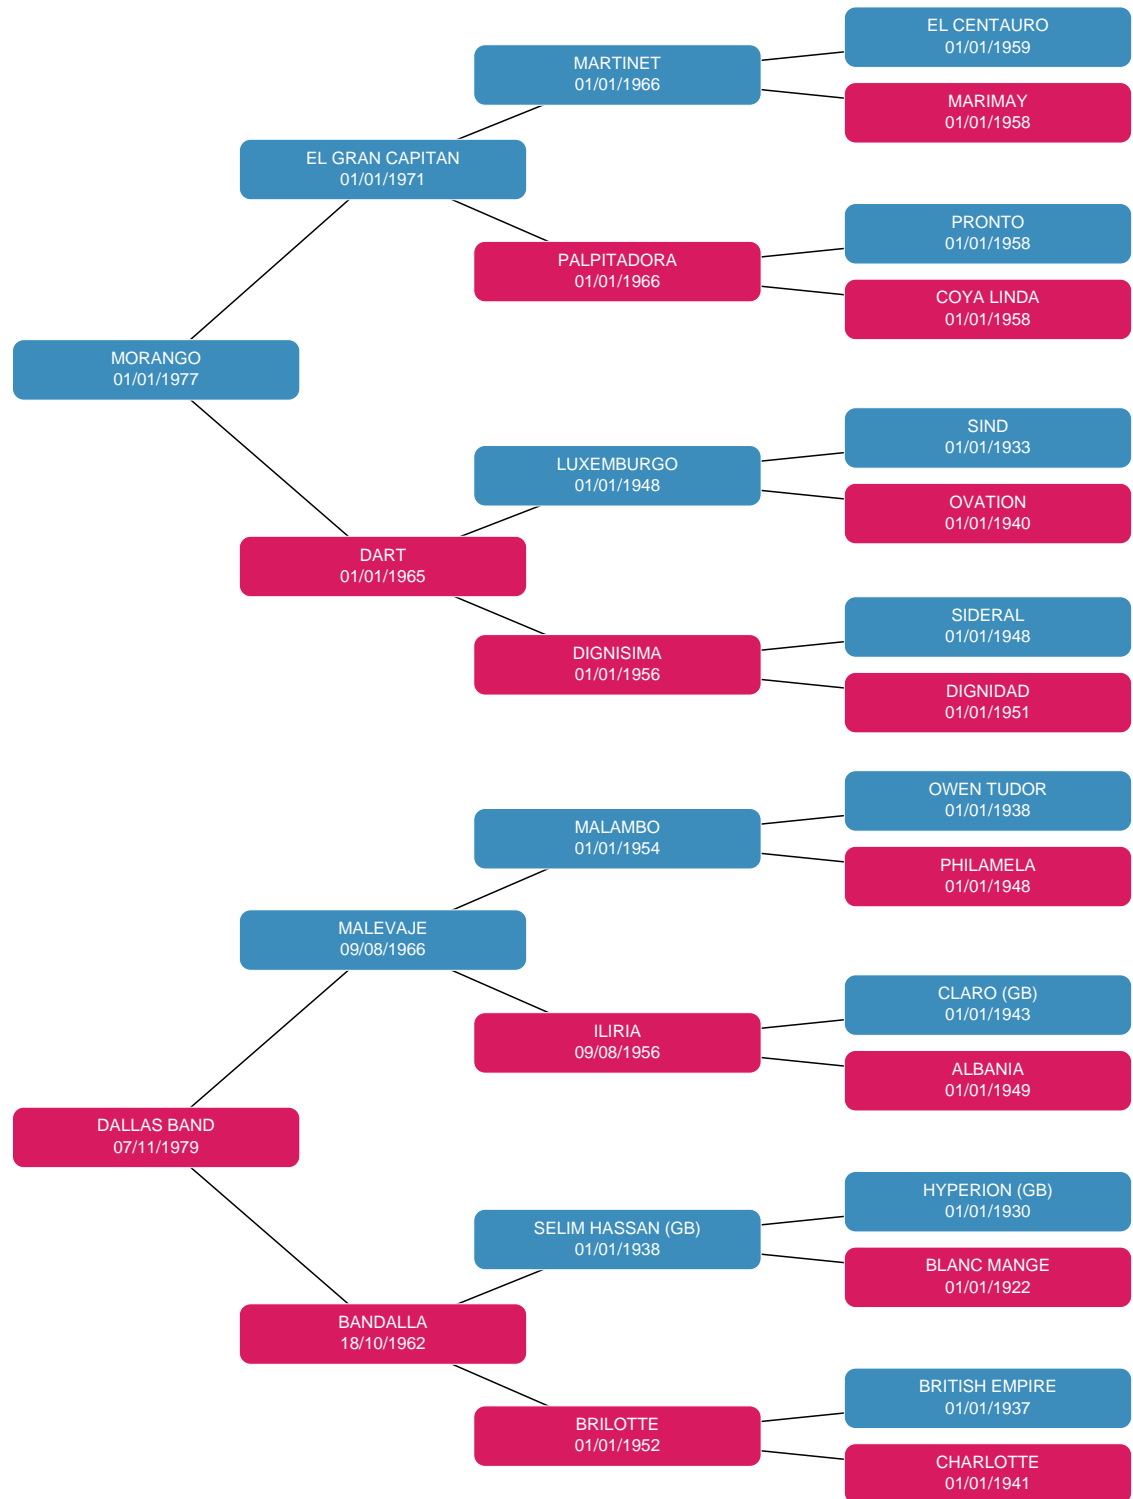 EL CENTAURO
01/01/1959
MARTINET
01/01/1966
MARIMAY
01/01/1958
EL GRAN CAPITAN
01/01/1971
PRONTO
01/01/1958
PALPITADORA
01/01/1966
COYA LINDA
01/01/1958
MORANGO
01/01/1977
SIND
01/01/1933
LUXEMBURGO
01/01/1948
OVATION
01/01/1940
DART
01/01/1965
SIDERAL
01/01/1948
DIGNISIMA
01/01/1956
DIGNIDAD
01/01/1951
OWEN TUDOR
01/01/1938
MALAMBO
01/01/1954
PHILAMELA
01/01/1948
MALEVAJE
09/08/1966
CLARO (GB)
01/01/1943
ILIRIA
09/08/1956
ALBANIA
01/01/1949
DALLAS BAND
07/11/1979
HYPERION (GB)
01/01/1930
SELIM HASSAN (GB)
01/01/1938
BLANC MANGE
01/01/1922
BANDALLA
18/10/1962
BRITISH EMPIRE
01/01/1937
BRILOTTE
01/01/1952
CHARLOTTE
01/01/1941